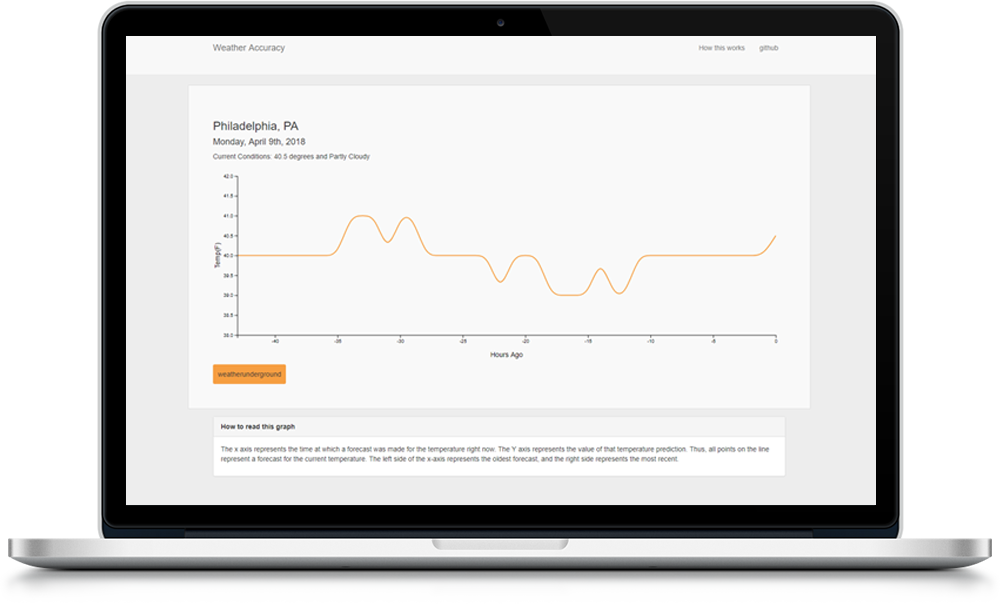 Weather Accuracy
How this works
github
Philadelphia, PA
Monday, April 9th, 2018
Current Conditions: 40.5 degrees and Partly Cloudy
42.0
41.5
41.0
40.5
40.0
39.5
39.0
38.5
38.0
Temp(F)
-40
-35
-30
-25
-20
-15
-10
-5
0
Hours Ago
weatherunderground
How to read this graph
The x axis represents the time at which a forecast was made for the temperature right now. The Y axis represents the value of that temperature prediction. Thus, all points on the line
represent a forecast for the current temperature. The left side of the x-axis represents the oldest forecast, and the right side represents the most recent.